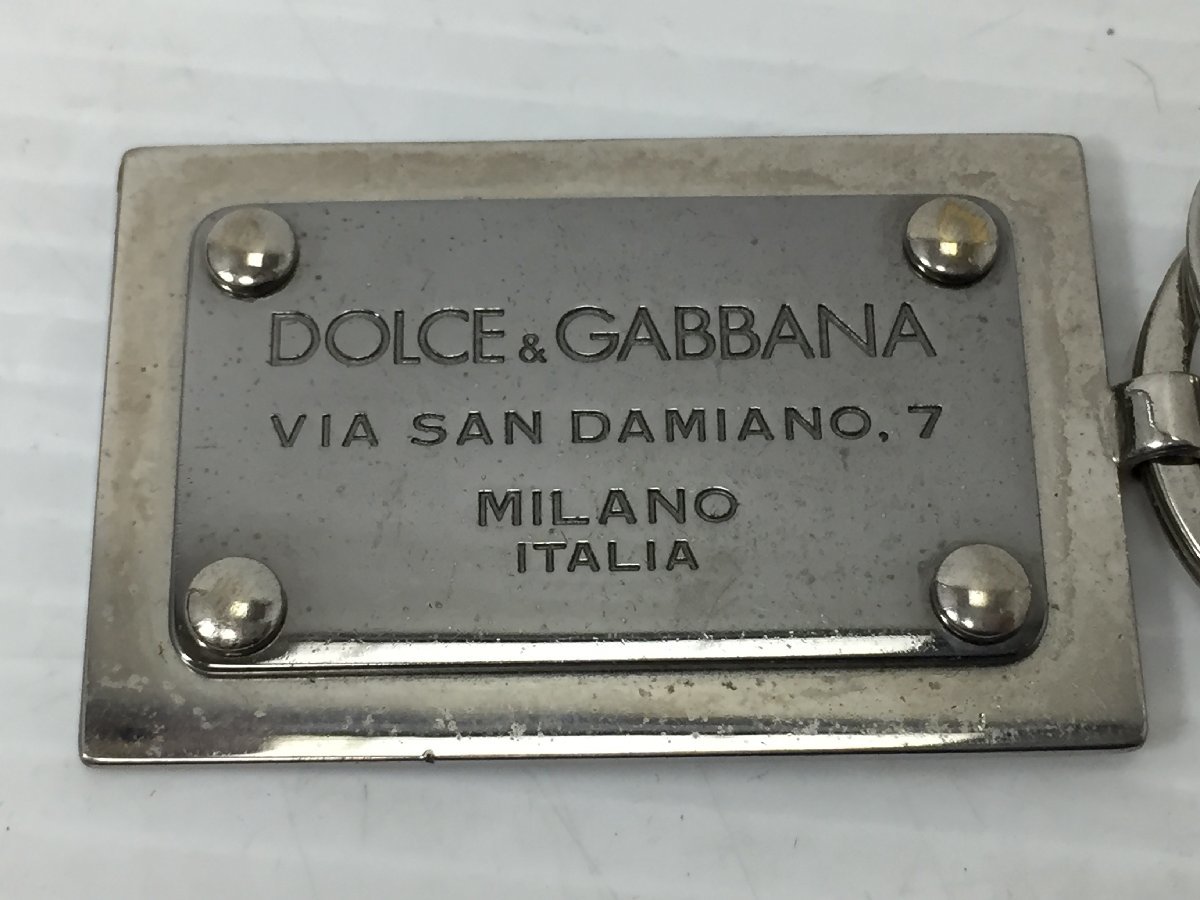 DOLCE & GABBANA
VIA SAN DAMIANO, 7
MILANO
ITALIA